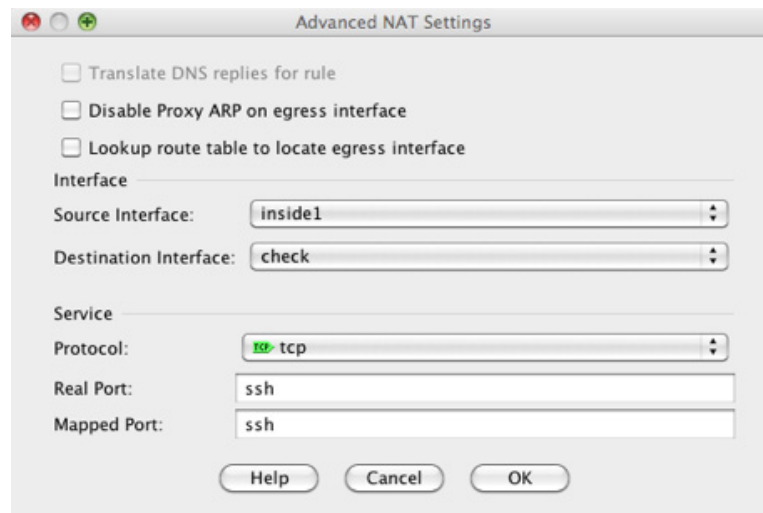 Advanced NAT Settings
Translate DNS replies for rule
Disable Proxy ARP on egress interface
Lookup route table to locate egress interface
Interface
Source Interface: inside1
Destination Interface: check
Service
Protocol: TCP tcp
Real Port: ssh
Mapped Port: ssh
Help Cancel OK